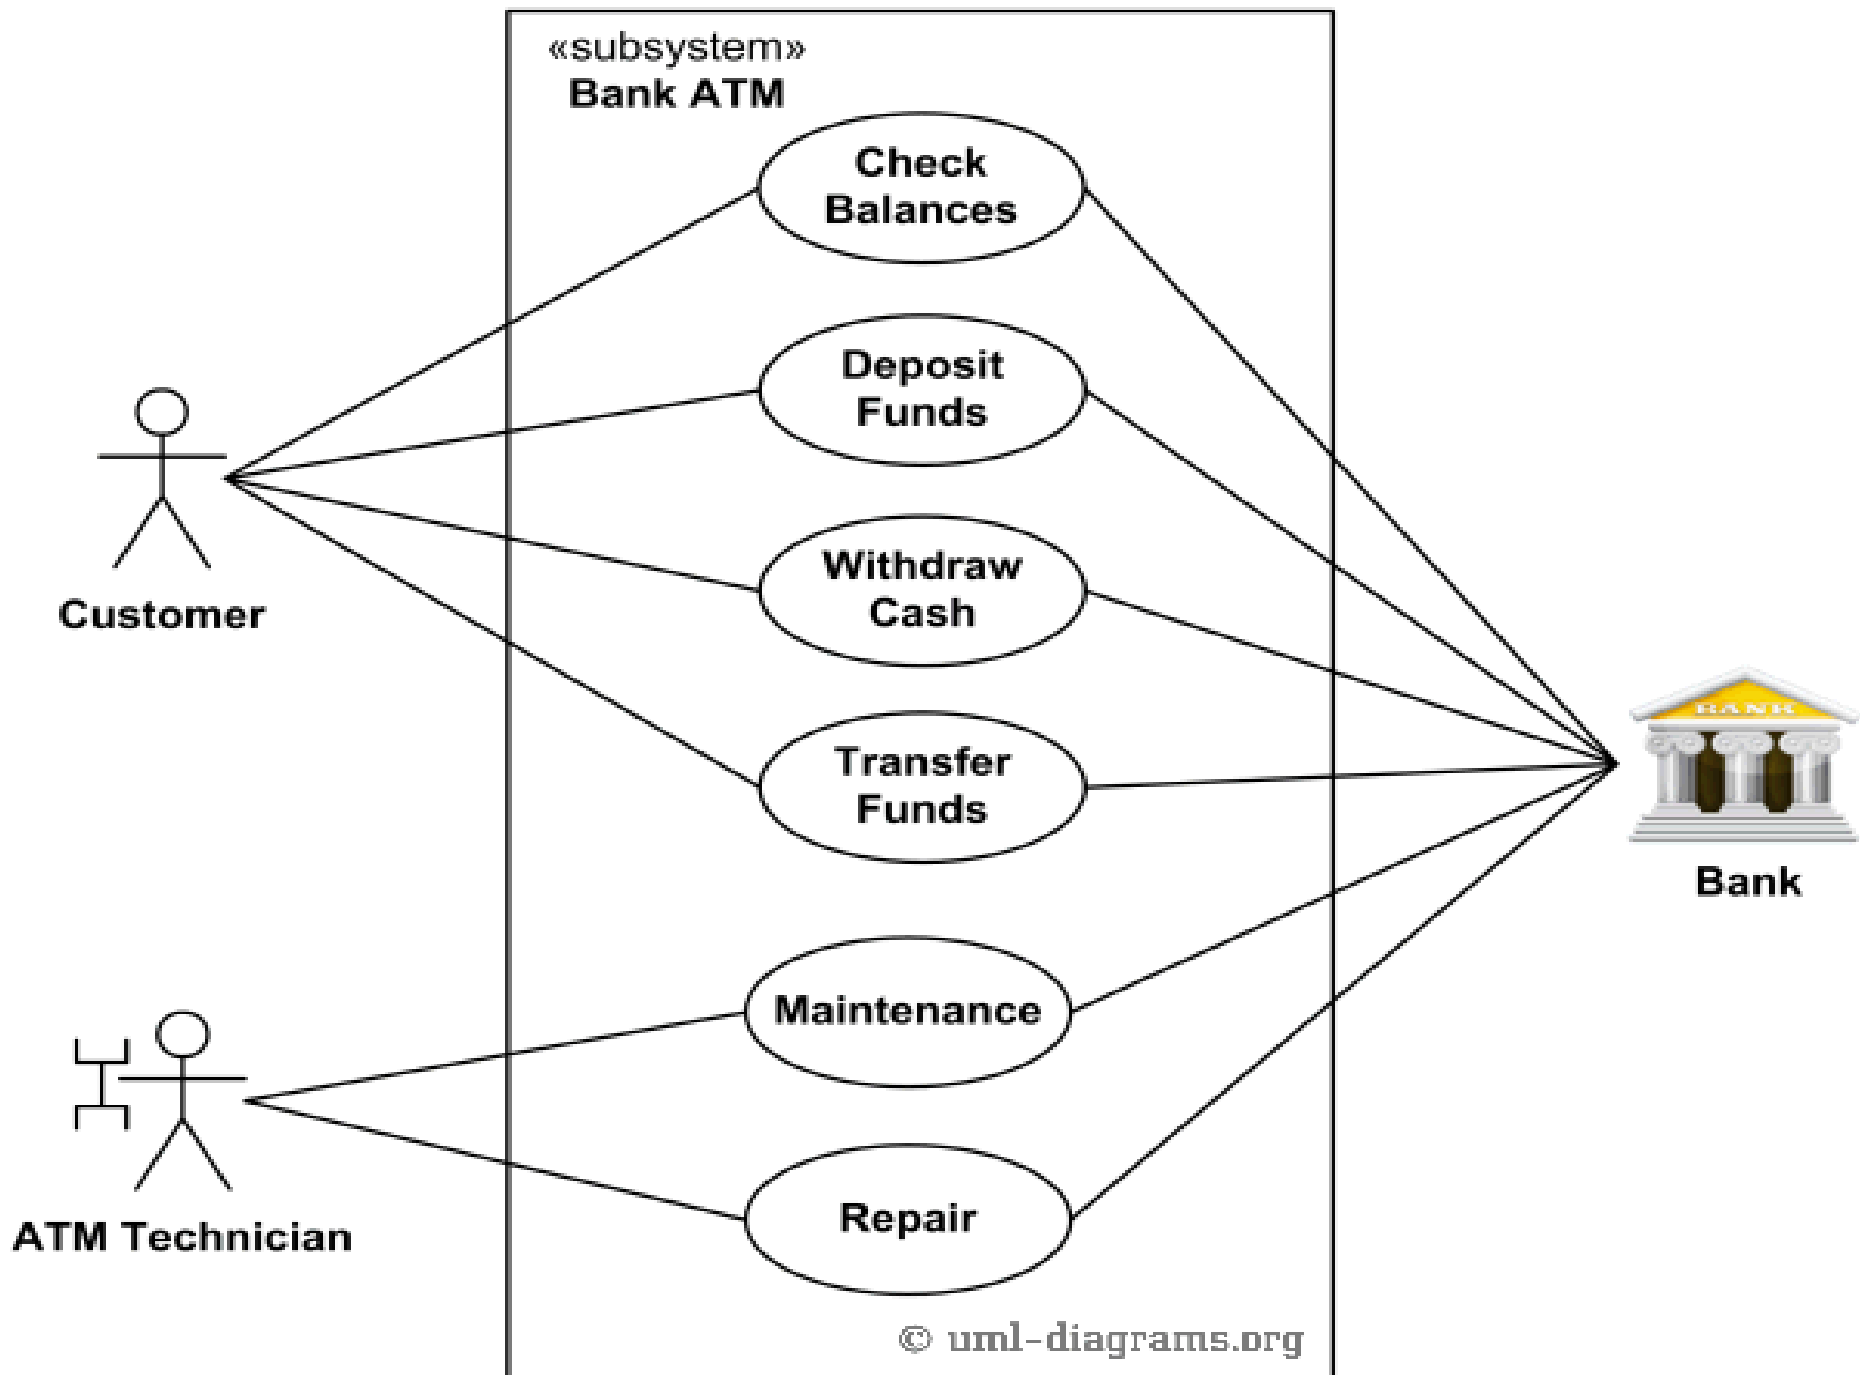 «subsystem»
Bank ATM
Check
Balances
Deposit
Funds
Customer
Withdraw
Cash
Transfer
Funds
BANK
Bank
Maintenance
ATM Technician
Repair
© uml-diagrams.org